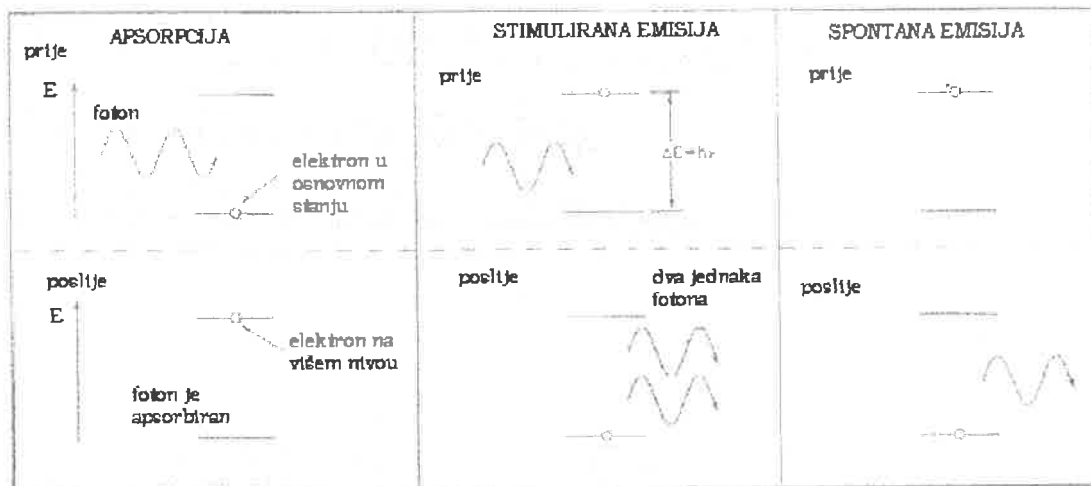 APSORPCIJA
prije
E
foton
elektron u
osnovnom
stanju
poslije
E
elektron na
višem nivou
foton je
apsorbiran
STIMULIRANA EMISIJA
prije
ΔE=hν
poslije
dva jednaka
fotona
SPONTANA EMISIJA
prije
poslije